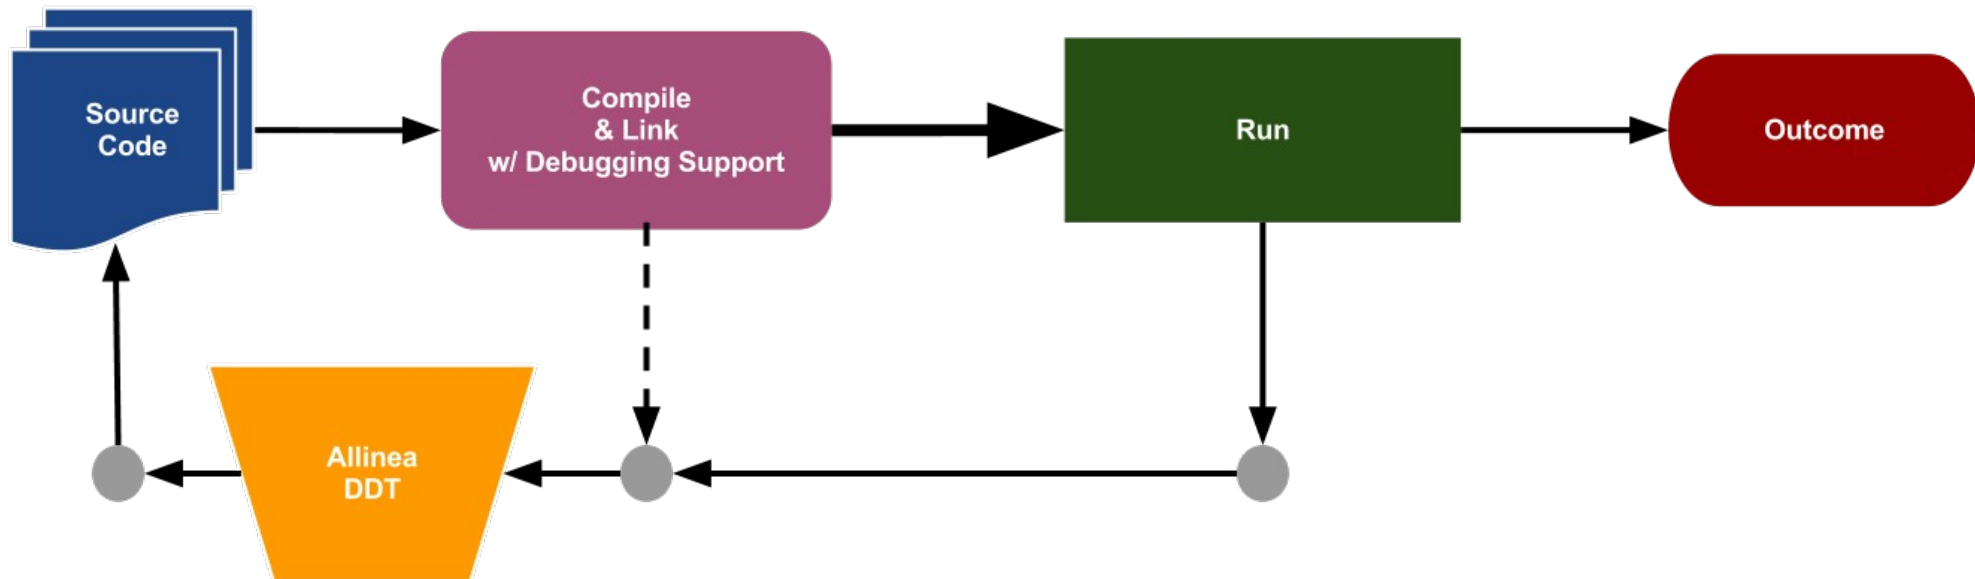 Source
Code
Compile
& Link
w/ Debugging Support
Run
Outcome
Allinea
DDT